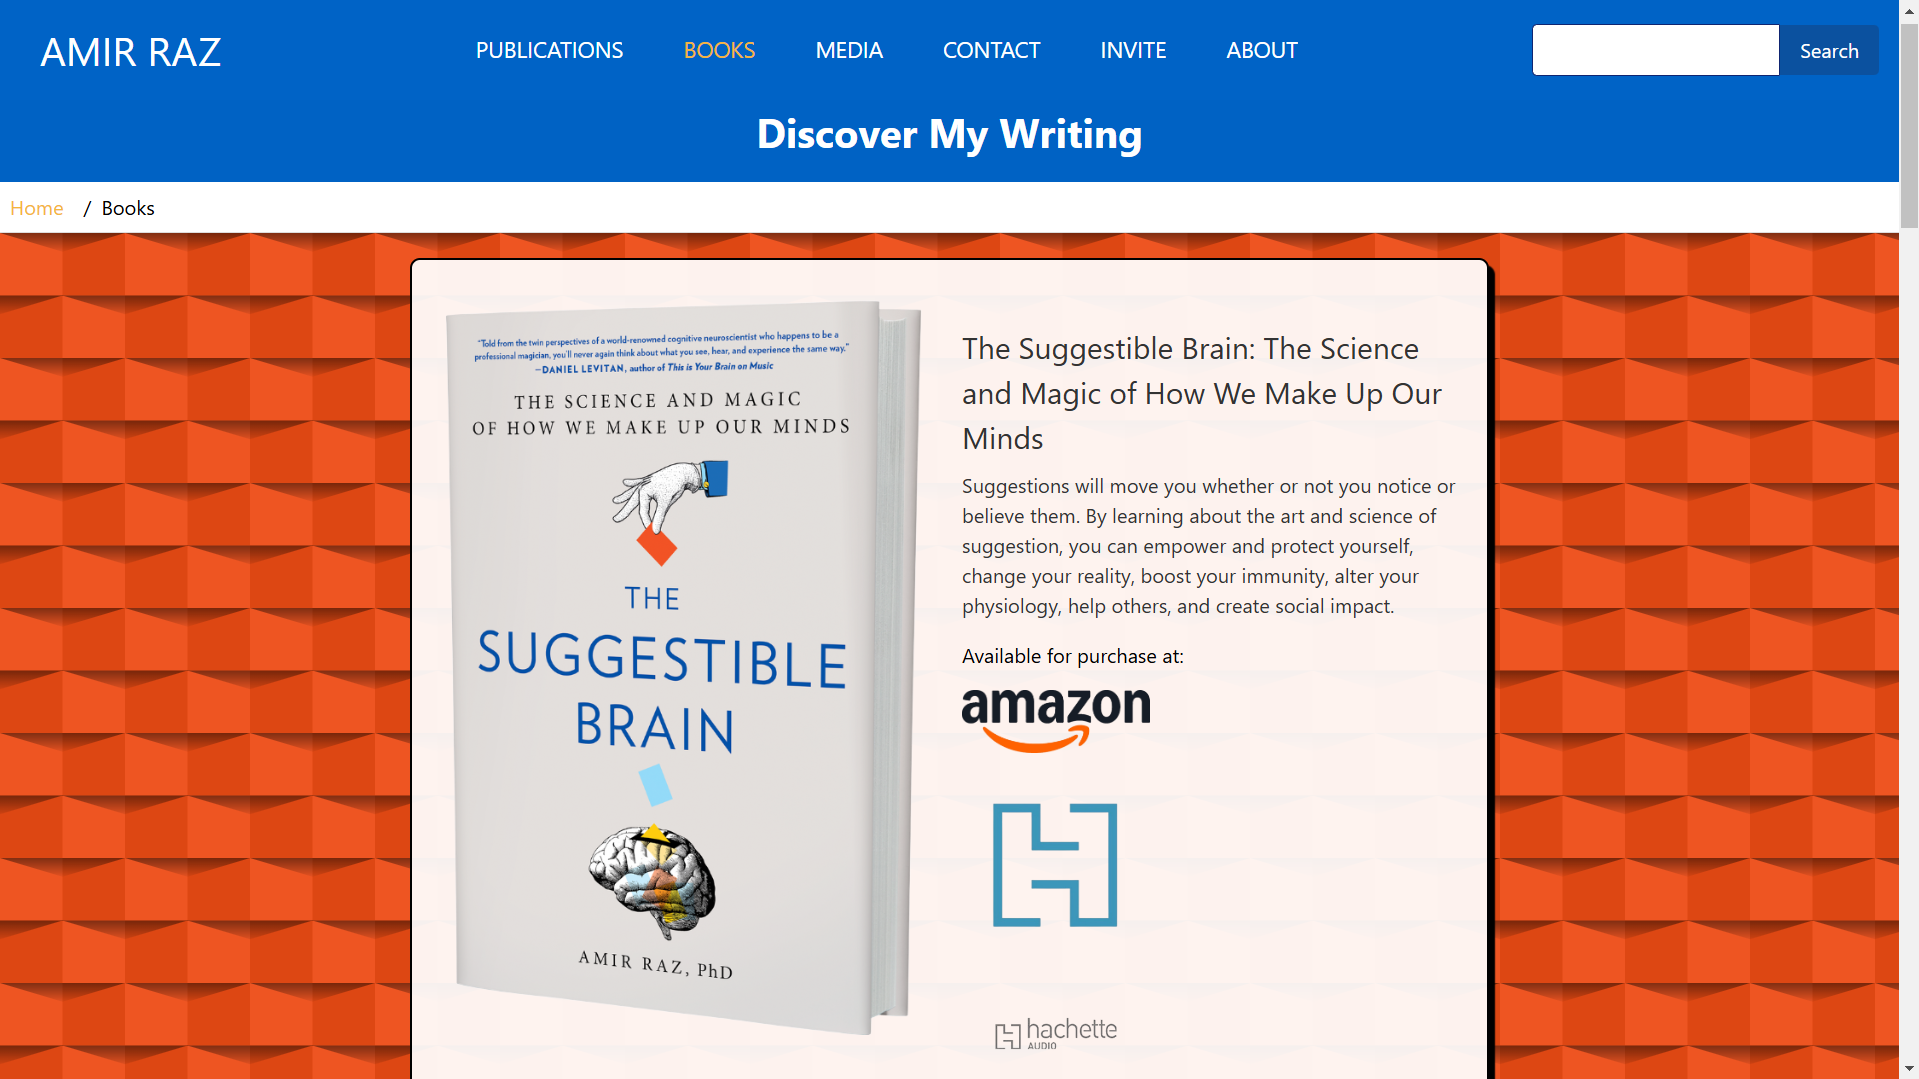 AMIR RAZ
PUBLICATIONS
BOOKS
MEDIA
CONTACT
INVITE
ABOUT
Search
Discover My Writing
Home / Books
"Told from the twin perspectives of a world-renowned cognitive neuroscientist who happens to be a
professional magician, you'll never again think about what you see, hear, and experience the same way."
—DANIEL LEVITAN, author of This is Your Brain on Music
THE SCIENCE AND MAGIC
OF HOW WE MAKE UP OUR MINDS
THE
SUGGESTIBLE
BRAIN
AMIR RAZ, PhD
The Suggestible Brain: The Science
and Magic of How We Make Up Our
Minds
Suggestions will move you whether or not you notice or
believe them. By learning about the art and science of
suggestion, you can empower and protect yourself,
change your reality, boost your immunity, alter your
physiology, help others, and create social impact.
Available for purchase at:
amazon
hachette
AUDIO